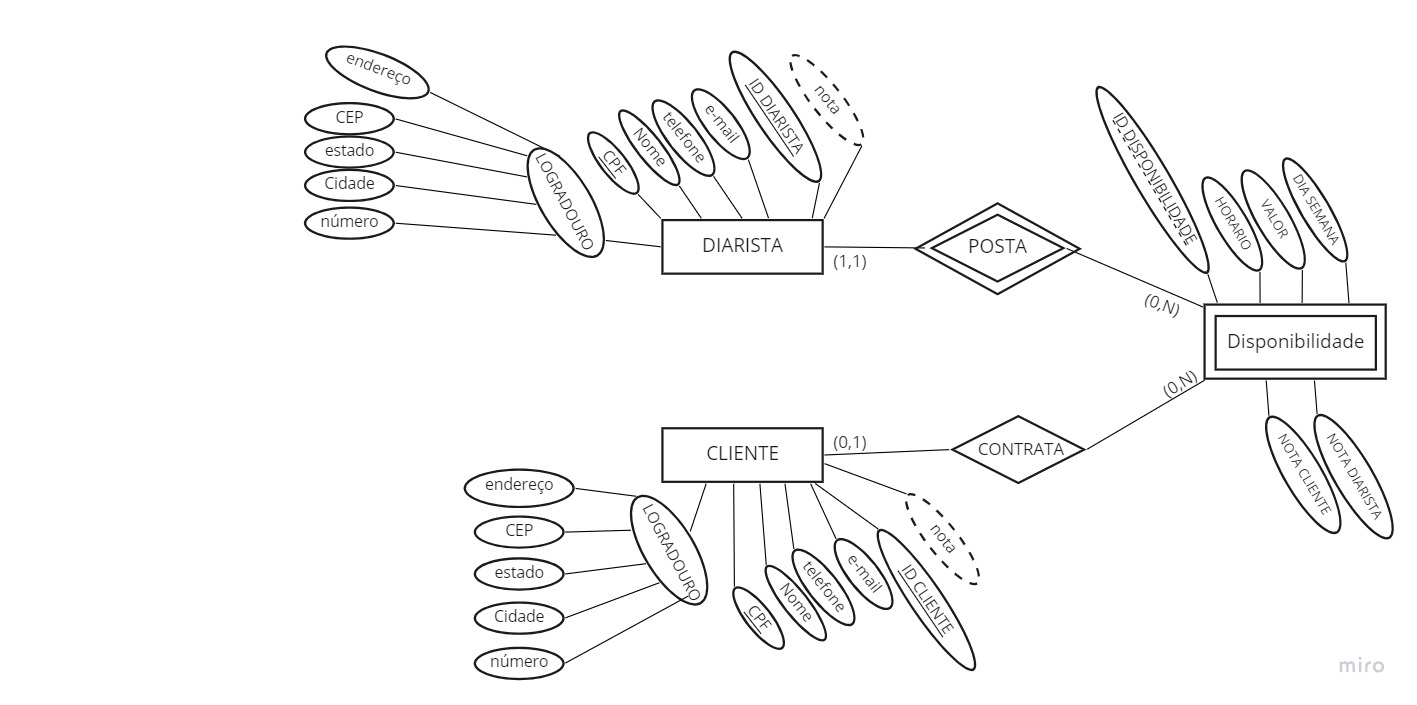 endereço
CEP
estado
Cidade
número
LOGRADOURO
CPF
Nome
telefone
e-mail
ID DIARISTA
nota
DIARISTA
(1,1)
POSTA
(0,N)
ID DISPONIBILIDADE
HORARIO
VALOR
DIA SEMANA
Disponibilidade
(0,N)
NOTA CLIENTE
NOTA DIARISTA
CONTRATA
(0,1)
CLIENTE
endereço
CEP
estado
Cidade
número
LOGRADOURO
CPF
Nome
telefone
e-mail
ID CLIENTE
nota
miro